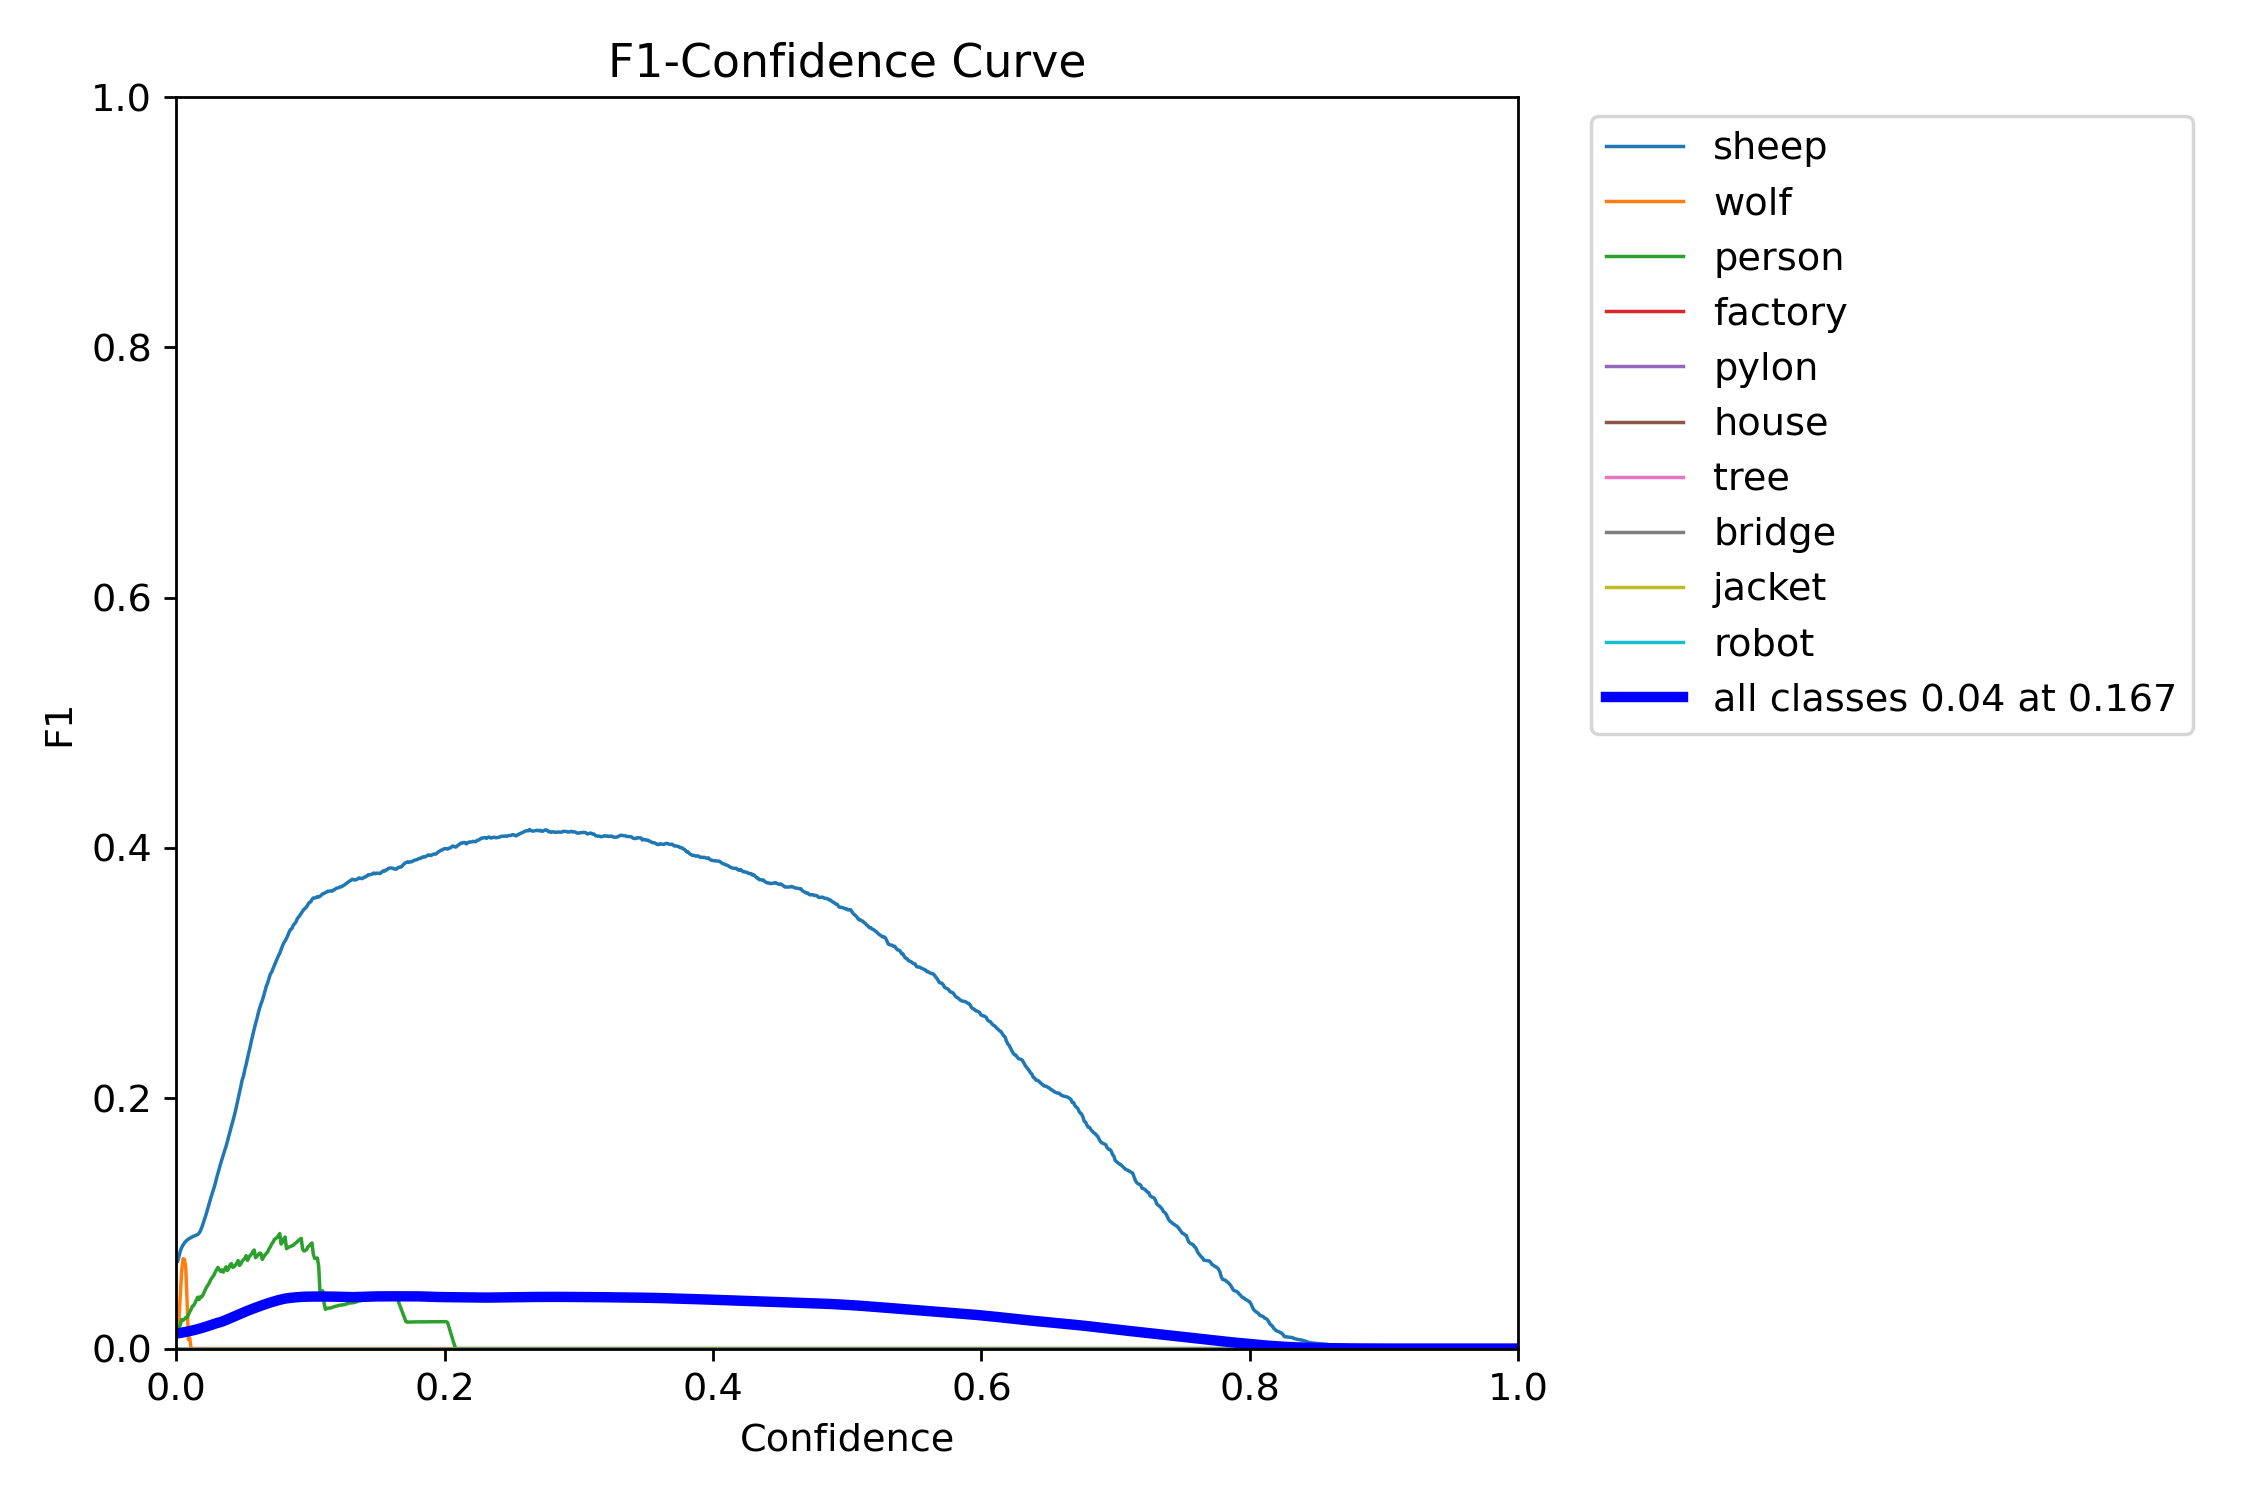 F1-Confidence Curve
1.0
0.8
0.6
0.4
0.2
0.0
F1
0.0 0.2 0.4 0.6 0.8 1.0
Confidence
sheep
wolf
person
factory
pylon
house
tree
bridge
jacket
robot
all classes 0.04 at 0.167